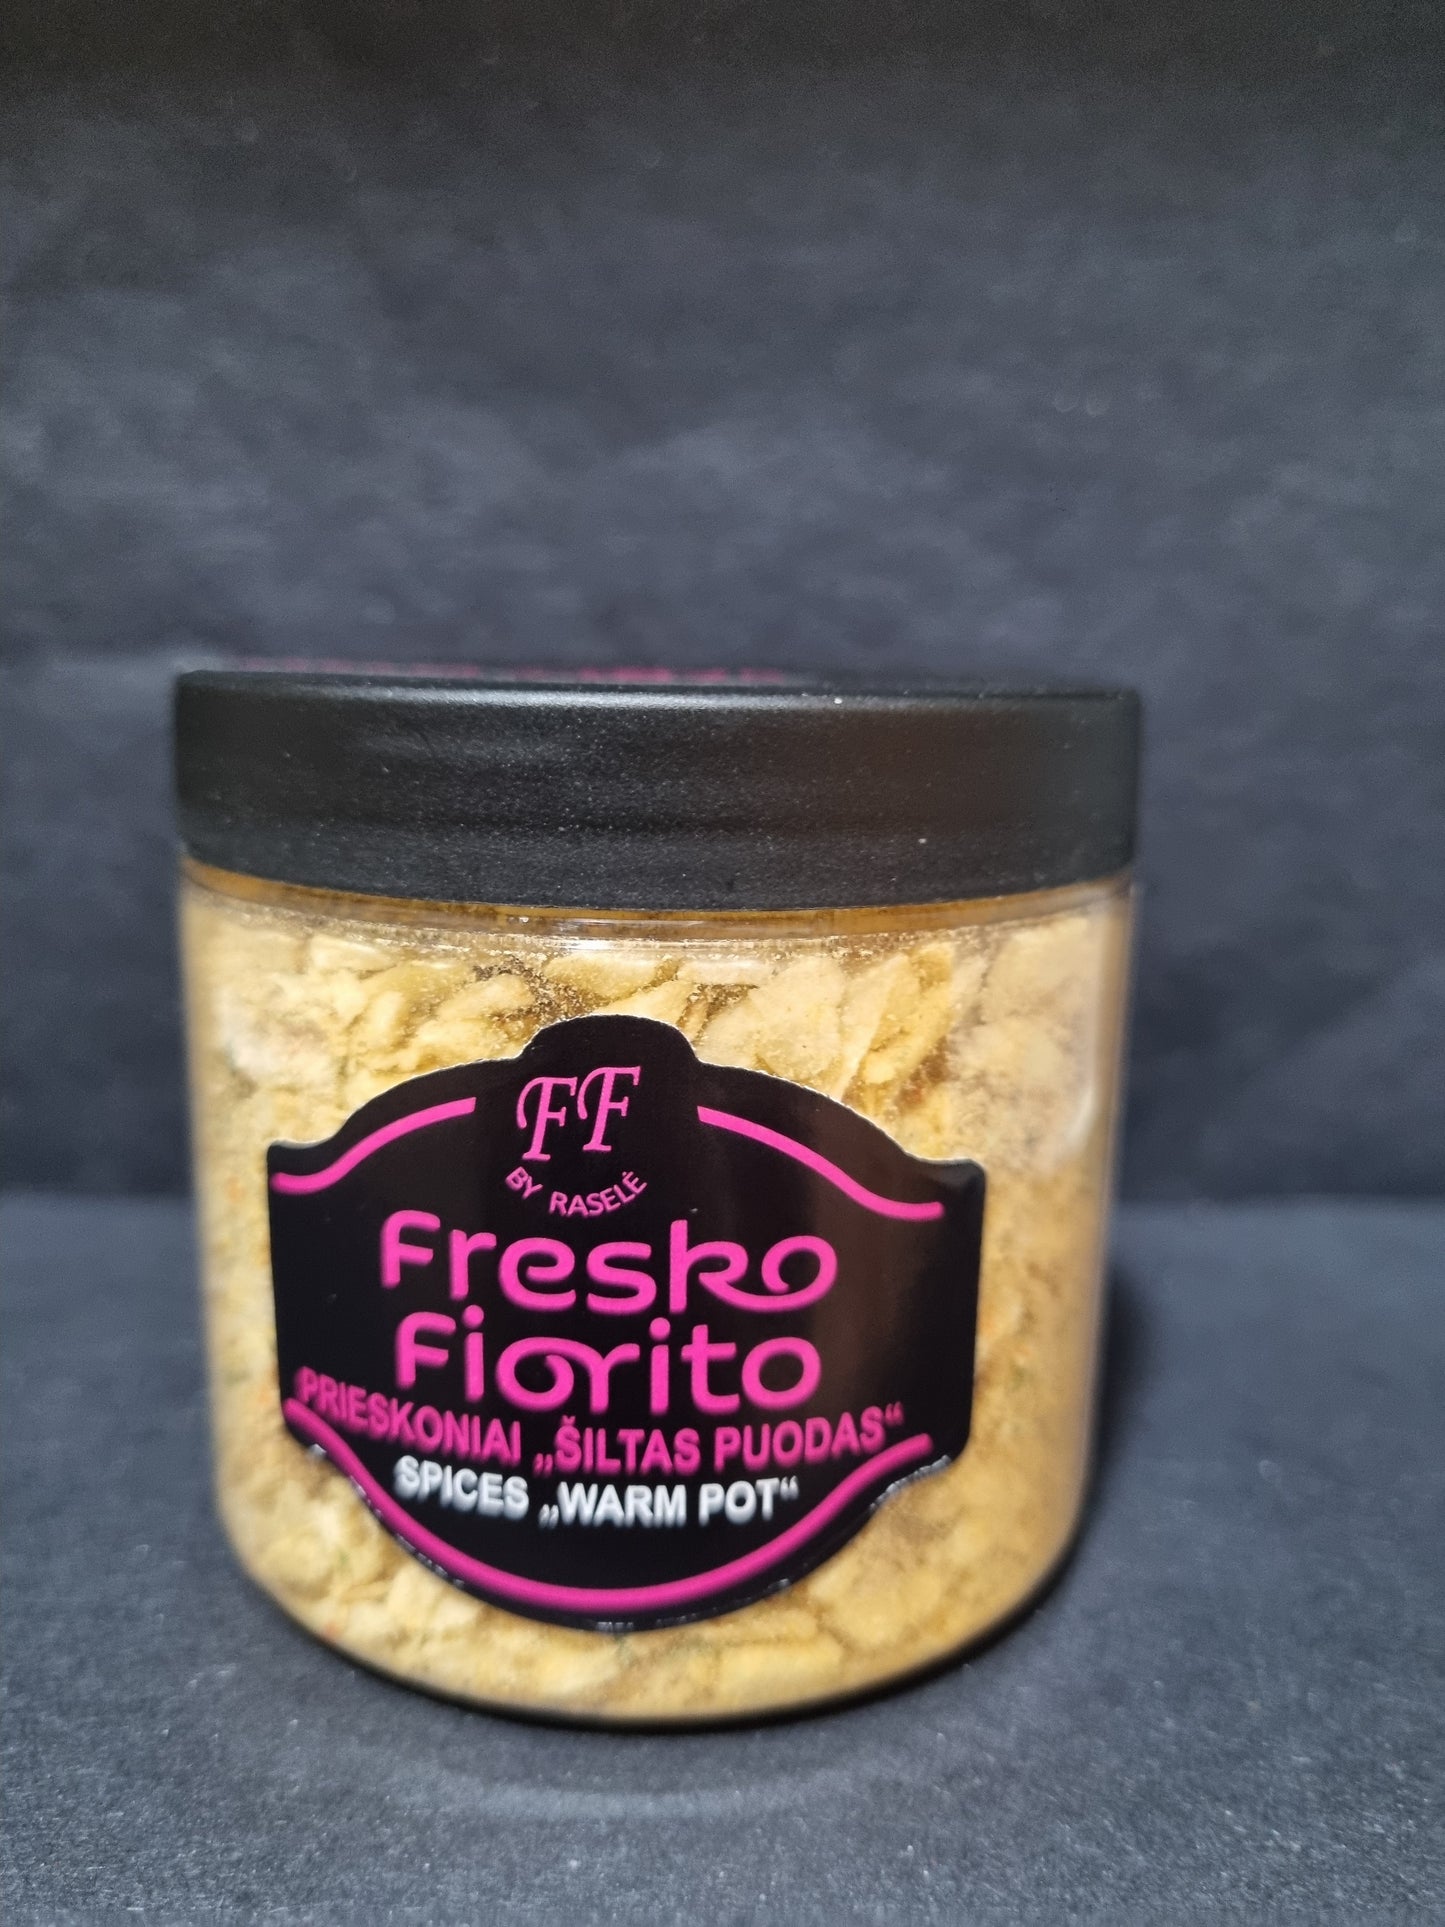 FF
BY RASELĖ
Fresko
Fiorito
PRIESKONIAI „ŠILTAS PUODAS“
SPICES „WARM POT“